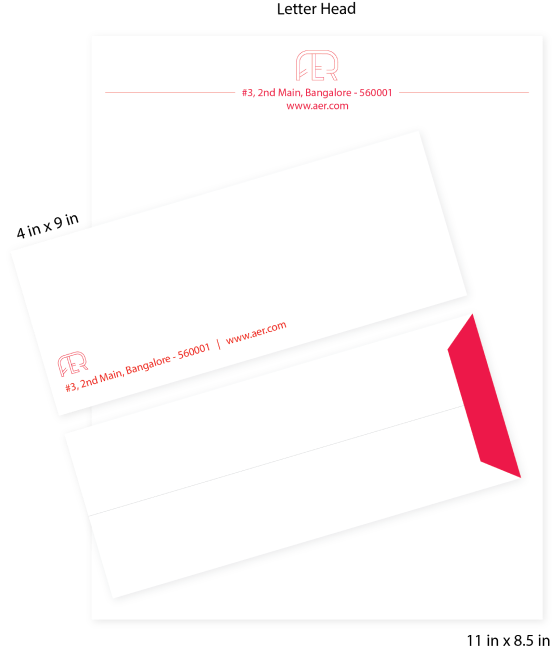 Letter Head
AER
#3, 2nd Main, Bangalore - 560001
www.aer.com
4 in x 9 in
AER
#3, 2nd Main, Bangalore - 560001 | www.aer.com
11 in x 8.5 in